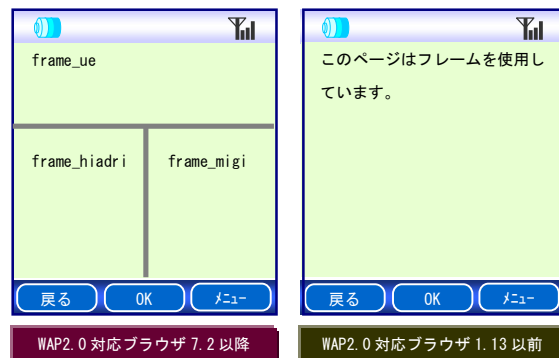 frame_ue
frame_hiadri
frame_migi
戻る
OK
メニュー
WAP2.0 対応ブラウザ 7.2 以降
このページはフレームを使用し
ています。
戻る
OK
メニュー
WAP2.0 対応ブラウザ 1.13 以前